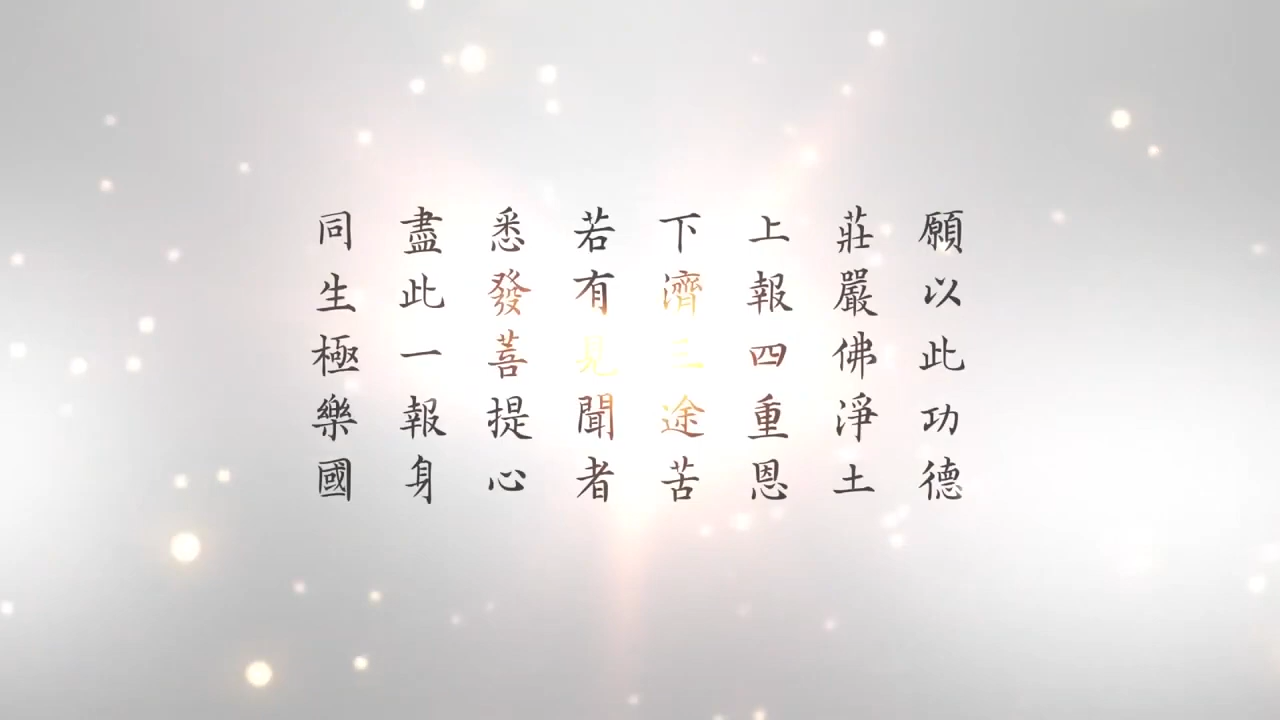 願以此功德
莊嚴佛淨土
上報四重恩
下濟三途苦
若有見聞者
悉發菩提心
盡此一報身
同生極樂國